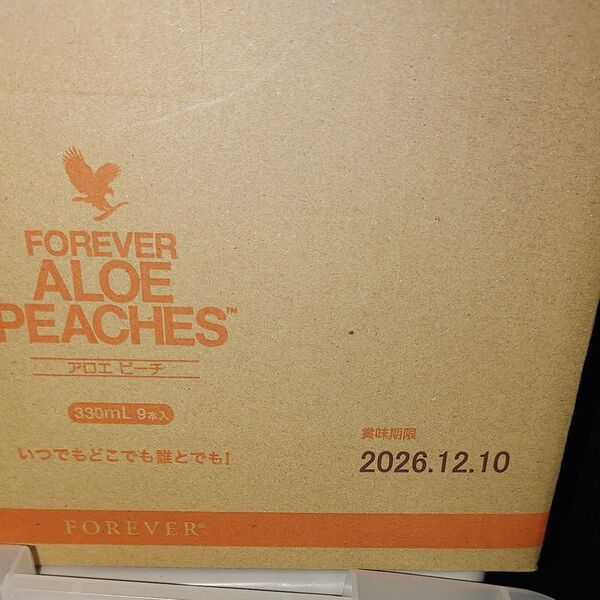 FOREVER
ALOE
PEACHES™
アロエ ピーチ
330mL 9本入
いつでもどこでも誰とでも!
賞味期限
2026.12.10
FOREVER®